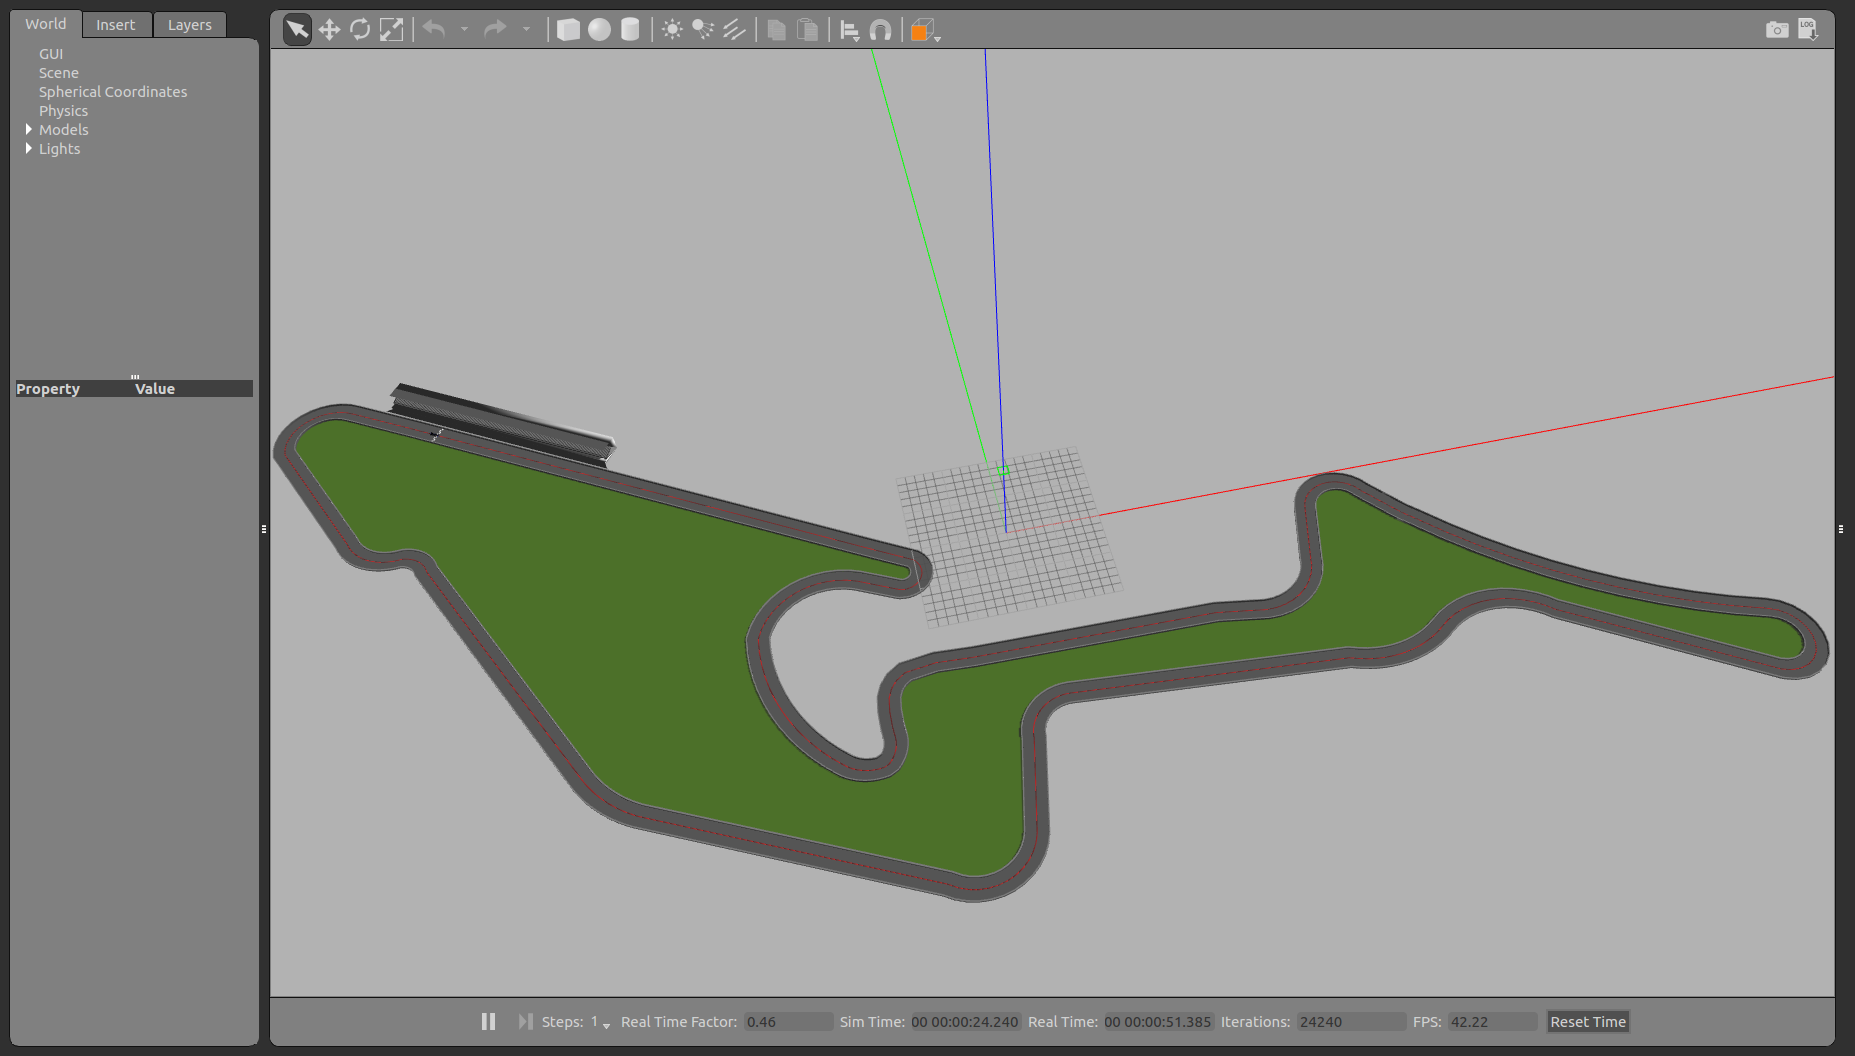 World Insert Layers
GUI
Scene
Spherical Coordinates
Physics
Models
Lights
Property Value
LOG
Steps: 1 Real Time Factor: 0.46 Sim Time: 00 00:00:24.240 Real Time: 00 00:00:51.385 Iterations: 24240 FPS: 42.22 Reset Time